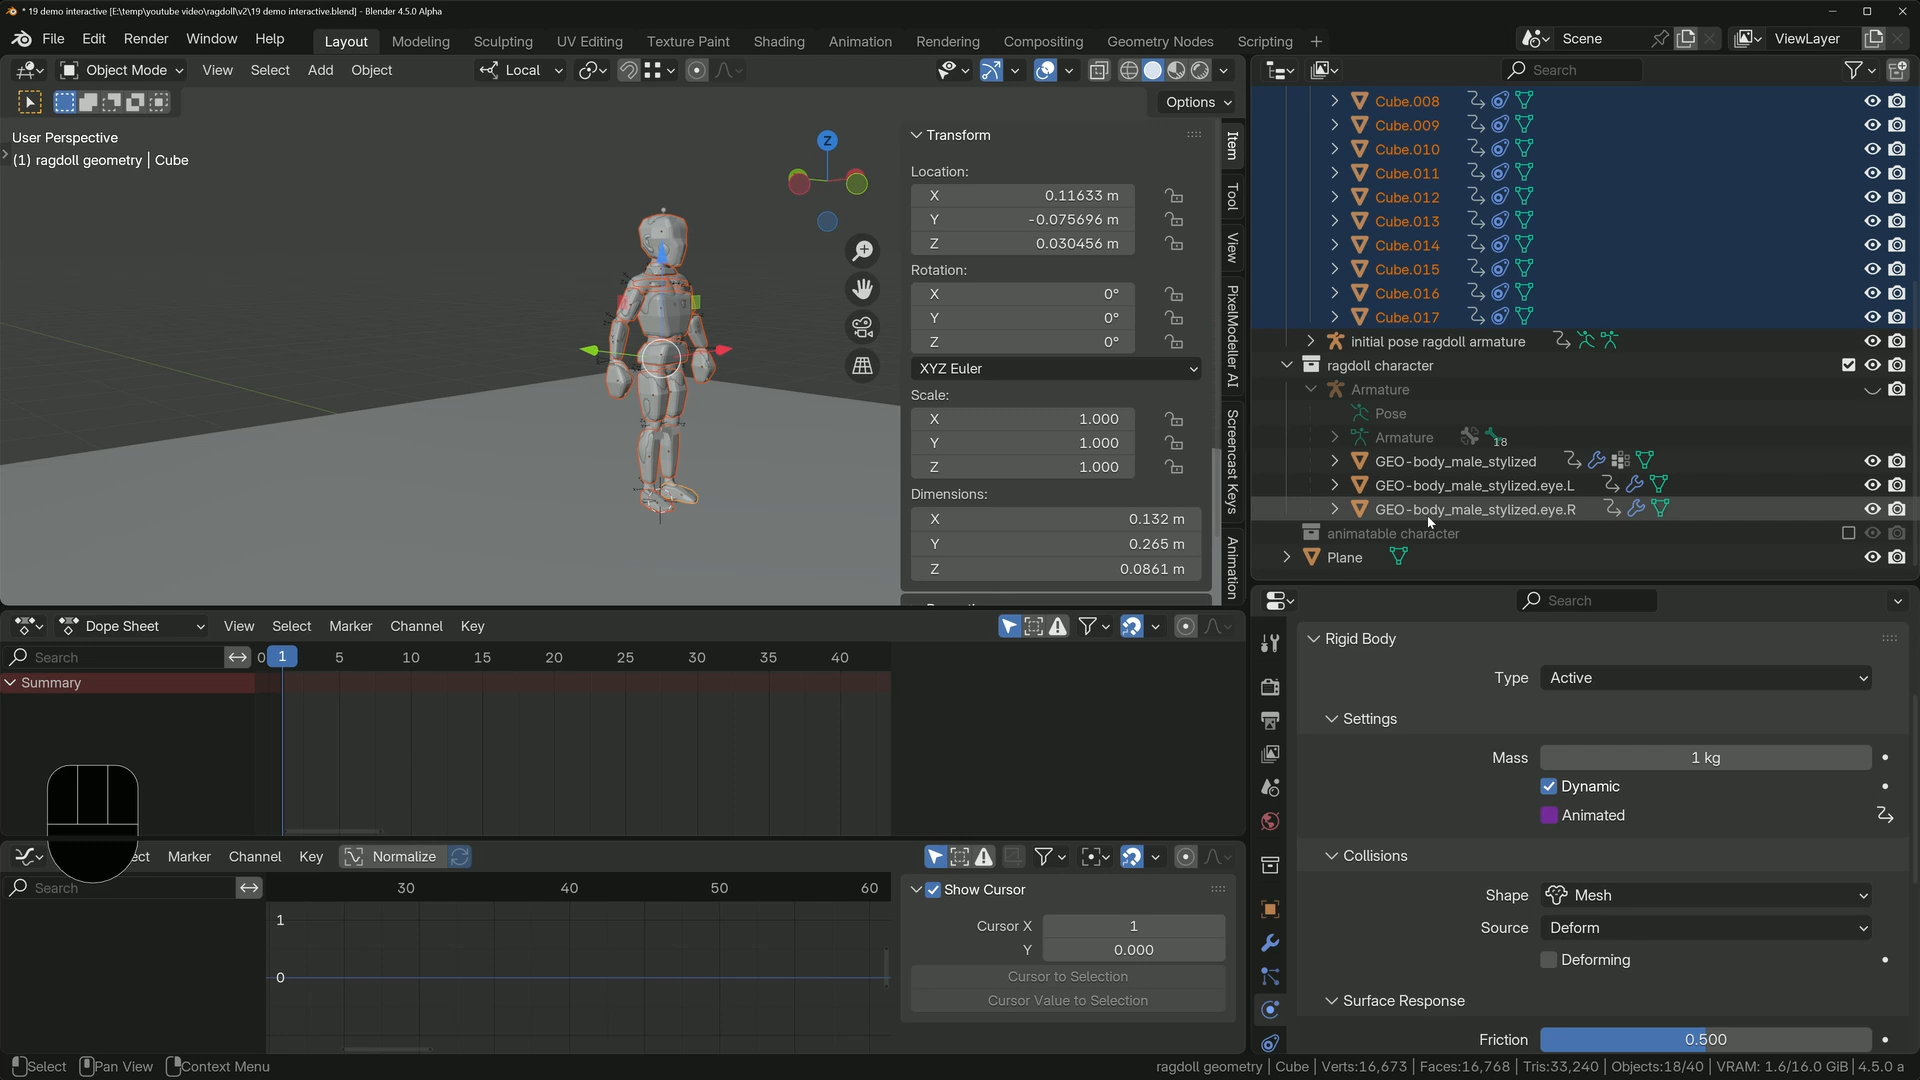 * 19 demo interactive [E:\temp\youtube video\ragdoll\v2\19 demo interactive.blend] - Blender 4.5.0 Alpha
File Edit Render Window Help Layout Modeling Sculpting UV Editing Texture Paint Shading Animation Rendering Compositing Geometry Nodes Scripting + Scene ViewLayer
Object Mode View Select Add Object Local Search
Options
User Perspective
(1) ragdoll geometry | Cube
Z
Transform
Location:
X 0.11633 m
Y -0.075696 m
Z 0.030456 m
Rotation:
X 0°
Y 0°
Z 0°
XYZ Euler
Scale:
X 1.000
Y 1.000
Z 1.000
Dimensions:
X 0.132 m
Y 0.265 m
Z 0.0861 m
Item
Tool
View
PixelModeller AI
Screencast Keys
Animation
Cube.008
Cube.009
Cube.010
Cube.011
Cube.012
Cube.013
Cube.014
Cube.015
Cube.016
Cube.017
initial pose ragdoll armature
ragdoll character
Armature
Pose
Armature 18
GEO-body_male_stylized
GEO-body_male_stylized.eye.L
GEO-body_male_stylized.eye.R
animatable character
Plane
Dope Sheet View Select Marker Channel Key
Search 0 1 5 10 15 20 25 30 35 40
Summary
Marker Channel Key Normalize
Search 30 40 50 60
1
0
Show Cursor
Cursor X 1
Y 0.000
Cursor to Selection
Cursor Value to Selection
Search
Rigid Body
Type Active
Settings
Mass 1 kg
Dynamic
Animated
Collisions
Shape Mesh
Source Deform
Deforming
Surface Response
Friction 0.500
Select Pan View Context Menu
ragdoll geometry | Cube | Verts:16,673 | Faces:16,768 | Tris:33,240 | Objects:18/40 | VRAM: 1.6/16.0 GiB | 4.5.0 a